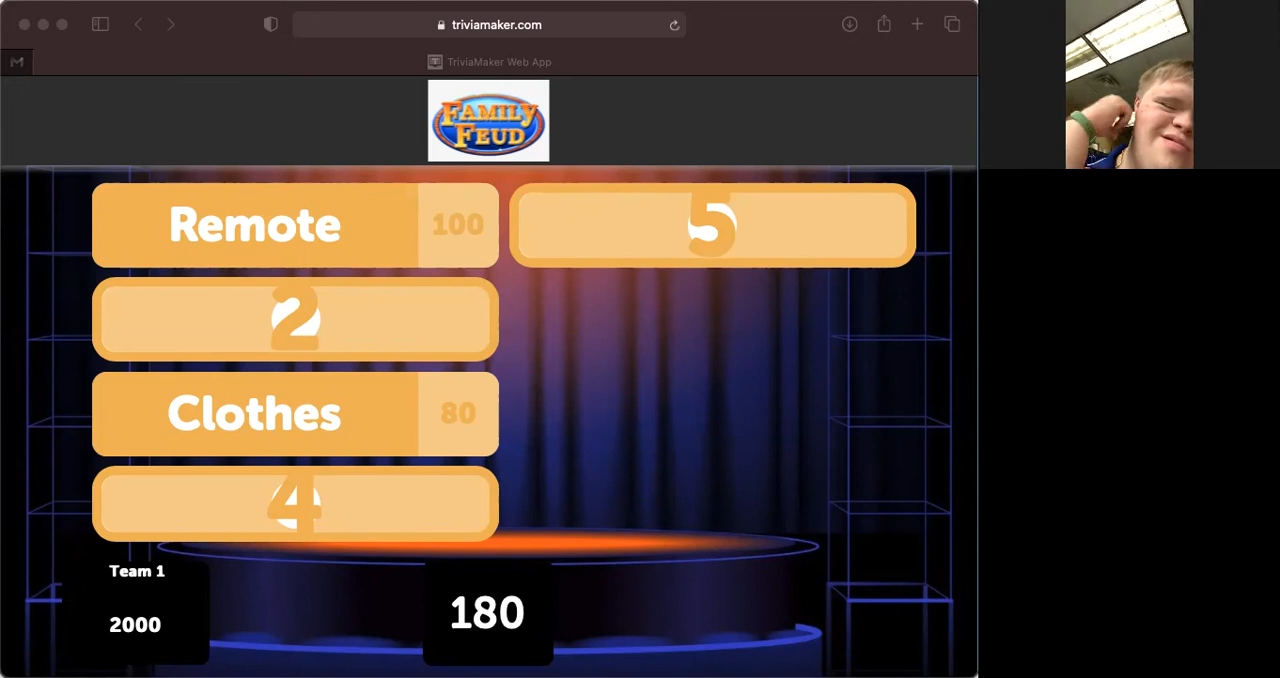 triviamaker.com
TriviaMaker Web App
FAMILY
FEUD
Remote 100
5
2
Clothes 80
4
Team 1
2000
180